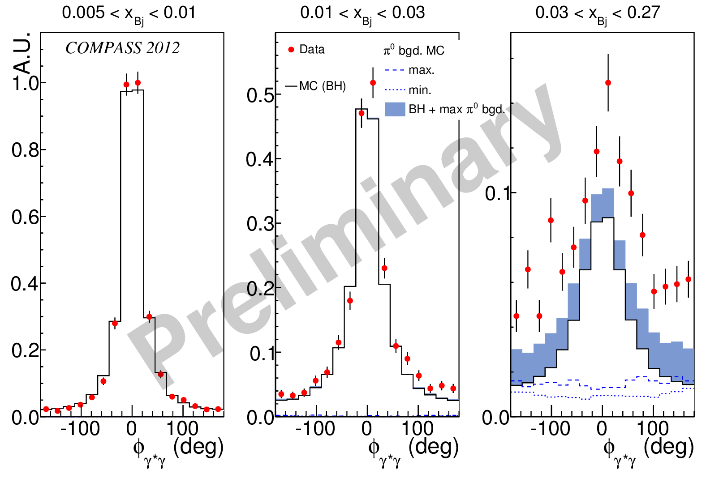 0.005 < x_Bj < 0.01
0.01 < x_Bj < 0.03
0.03 < x_Bj < 0.27
A.U.
COMPASS 2012
Data
MC (BH)
π⁰ bgd. MC
max.
min.
BH + max π⁰ bgd.
Preliminary
1.0
0.8
0.6
0.4
0.2
0.0
0.5
0.4
0.3
0.2
0.1
0.0
0.1
0.0
-100 0 100
-100 0 100
-100 0 100
ϕ_γ*γ (deg)
ϕ_γ*γ (deg)
ϕ_γ*γ (deg)